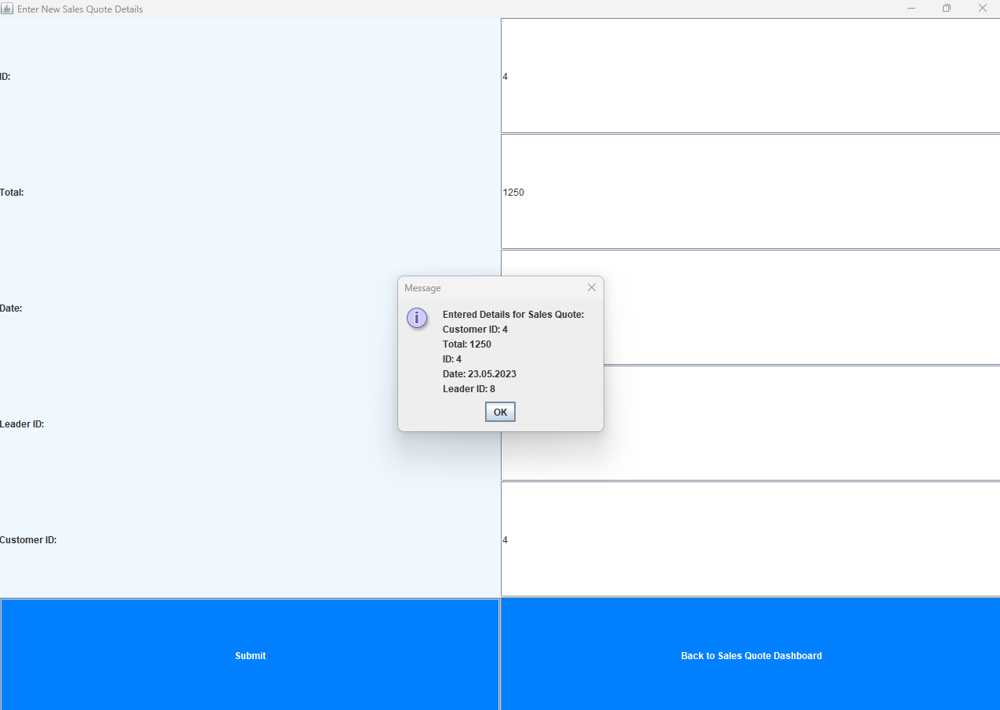 Enter New Sales Quote Details
ID:
4
Total:
1250
Date:
Message
Entered Details for Sales Quote:
Customer ID: 4
Total: 1250
ID: 4
Date: 23.05.2023
Leader ID: 8
OK
Leader ID:
Customer ID:
4
Submit
Back to Sales Quote Dashboard